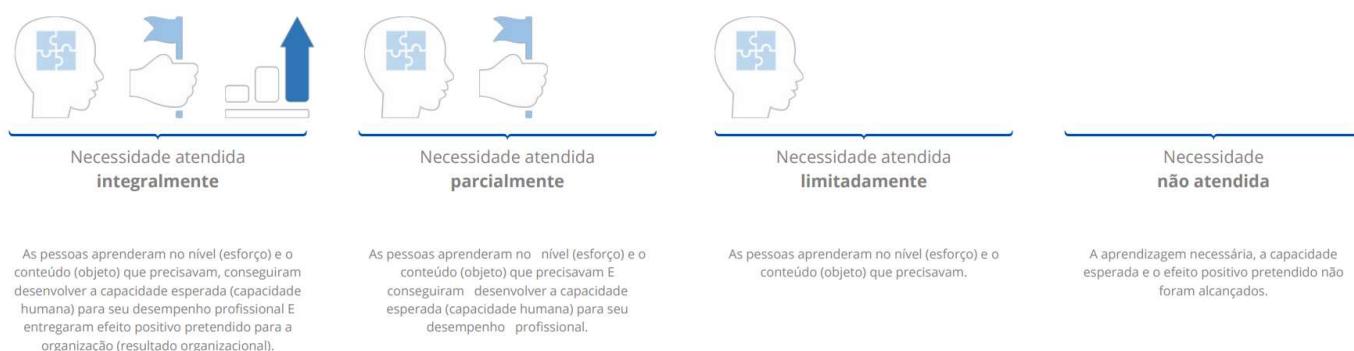 Necessidade atendida
integralmente
As pessoas aprenderam no nível (esforço) e o
conteúdo (objeto) que precisavam, conseguiram
desenvolver a capacidade esperada (capacidade
humana) para seu desempenho profissional E
entregaram efeito positivo pretendido para a
organização (resultado organizacional).
Necessidade atendida
parcialmente
As pessoas aprenderam no nível (esforço) e o
conteúdo (objeto) que precisavam E
conseguiram desenvolver a capacidade
esperada (capacidade humana) para seu
desempenho profissional.
Necessidade atendida
limitadamente
As pessoas aprenderam no nível (esforço) e o
conteúdo (objeto) que precisavam.
Necessidade
não atendida
A aprendizagem necessária, a capacidade
esperada e o efeito positivo pretendido não
foram alcançados.